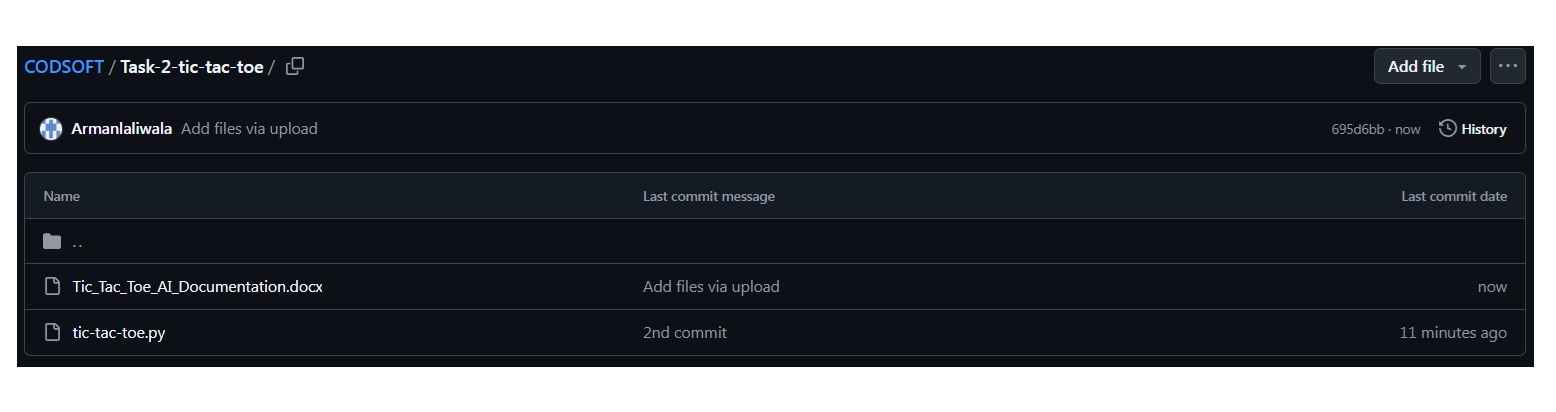 CODSOFT / Task-2-tic-tac-toe / Add file ...
Armanlaliwala Add files via upload 695d6bb · now History
Name Last commit message Last commit date
..
Tic_Tac_Toe_AI_Documentation.docx Add files via upload now
tic-tac-toe.py 2nd commit 11 minutes ago